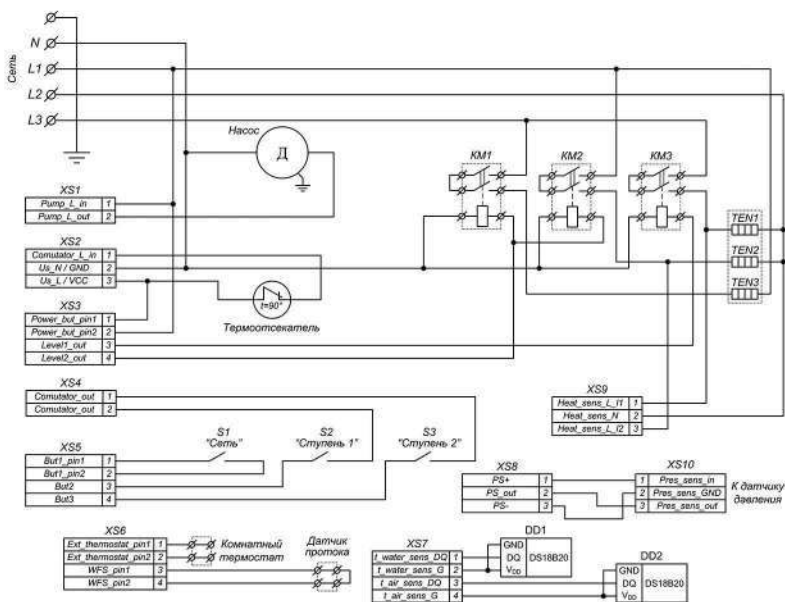 Сеть
N
L1
L2
L3
Насос
Д
KM1
KM2
KM3
XS1
Pump_L_in 1
Pump_L_out 2
XS2
Comutator_L_in 1
Us_N / GND 2
Us_L / VCC 3
t=90°
Термоотсекатель
TEN1
TEN2
TEN3
XS3
Power_but_pin1 1
Power_but_pin2 2
Level1_out 3
Level2_out 4
XS4
Comutator_out 1
Comutator_out 2
XS9
Heat_sens_L_I1 1
Heat_sens_N 2
Heat_sens_L_I2 3
S1
"Сеть"
S2
"Ступень 1"
S3
"Ступень 2"
XS5
But1_pin1 1
But1_pin2 2
But2 3
But3 4
XS8
PS+ 1
PS_out 2
PS- 3
XS10
1 Pres_sens_in
2 Pres_sens_GND
3 Pres_sens_out
К датчику
давления
XS6
Ext_thermostat_pin1 1
Ext_thermostat_pin2 2
WFS_pin1 3
WFS_pin2 4
Комнатный
термостат
Датчик
протока
XS7
t_water_sens_DQ 1
t_water_sens_G 2
t_air_sens_DQ 3
t_air_sens_G 4
DD1
GND
DQ
VDD
DS18B20
DD2
GND
DQ
VDD
DS18B20